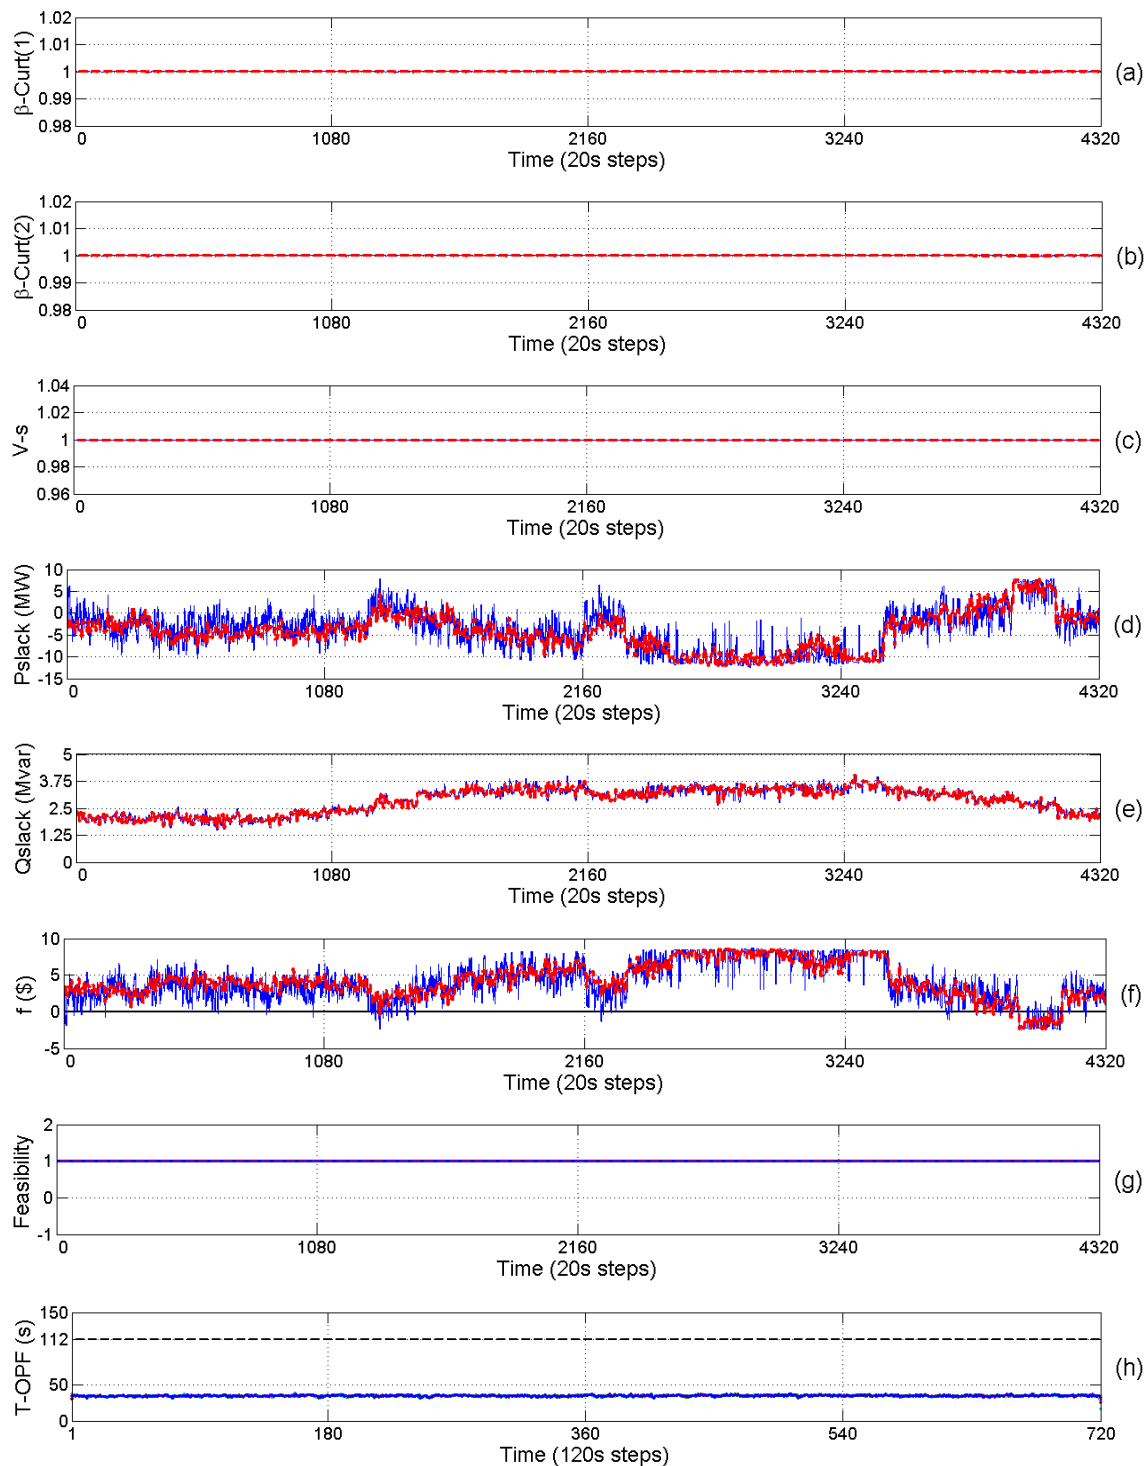 β-Curt(1)
1.02
1.01
1
0.99
0.98
0 1080 2160 3240 4320
Time (20s steps)
(a)
β-Curt(2)
1.02
1.01
1
0.99
0.98
0 1080 2160 3240 4320
Time (20s steps)
(b)
V-s
1.04
1.02
1
0.98
0.96
0 1080 2160 3240 4320
Time (20s steps)
(c)
Pslack (MW)
10
5
0
-5
-10
-15
0 1080 2160 3240 4320
Time (20s steps)
(d)
Qslack (Mvar)
5
3.75
2.5
1.25
0
0 1080 2160 3240 4320
Time (20s steps)
(e)
f ($)
10
5
0
-5
0 1080 2160 3240 4320
Time (20s steps)
(f)
Feasibility
2
1
0
-1
0 1080 2160 3240 4320
Time (20s steps)
(g)
T-OPF (s)
150
112
50
0
1 180 360 540 720
Time (120s steps)
(h)